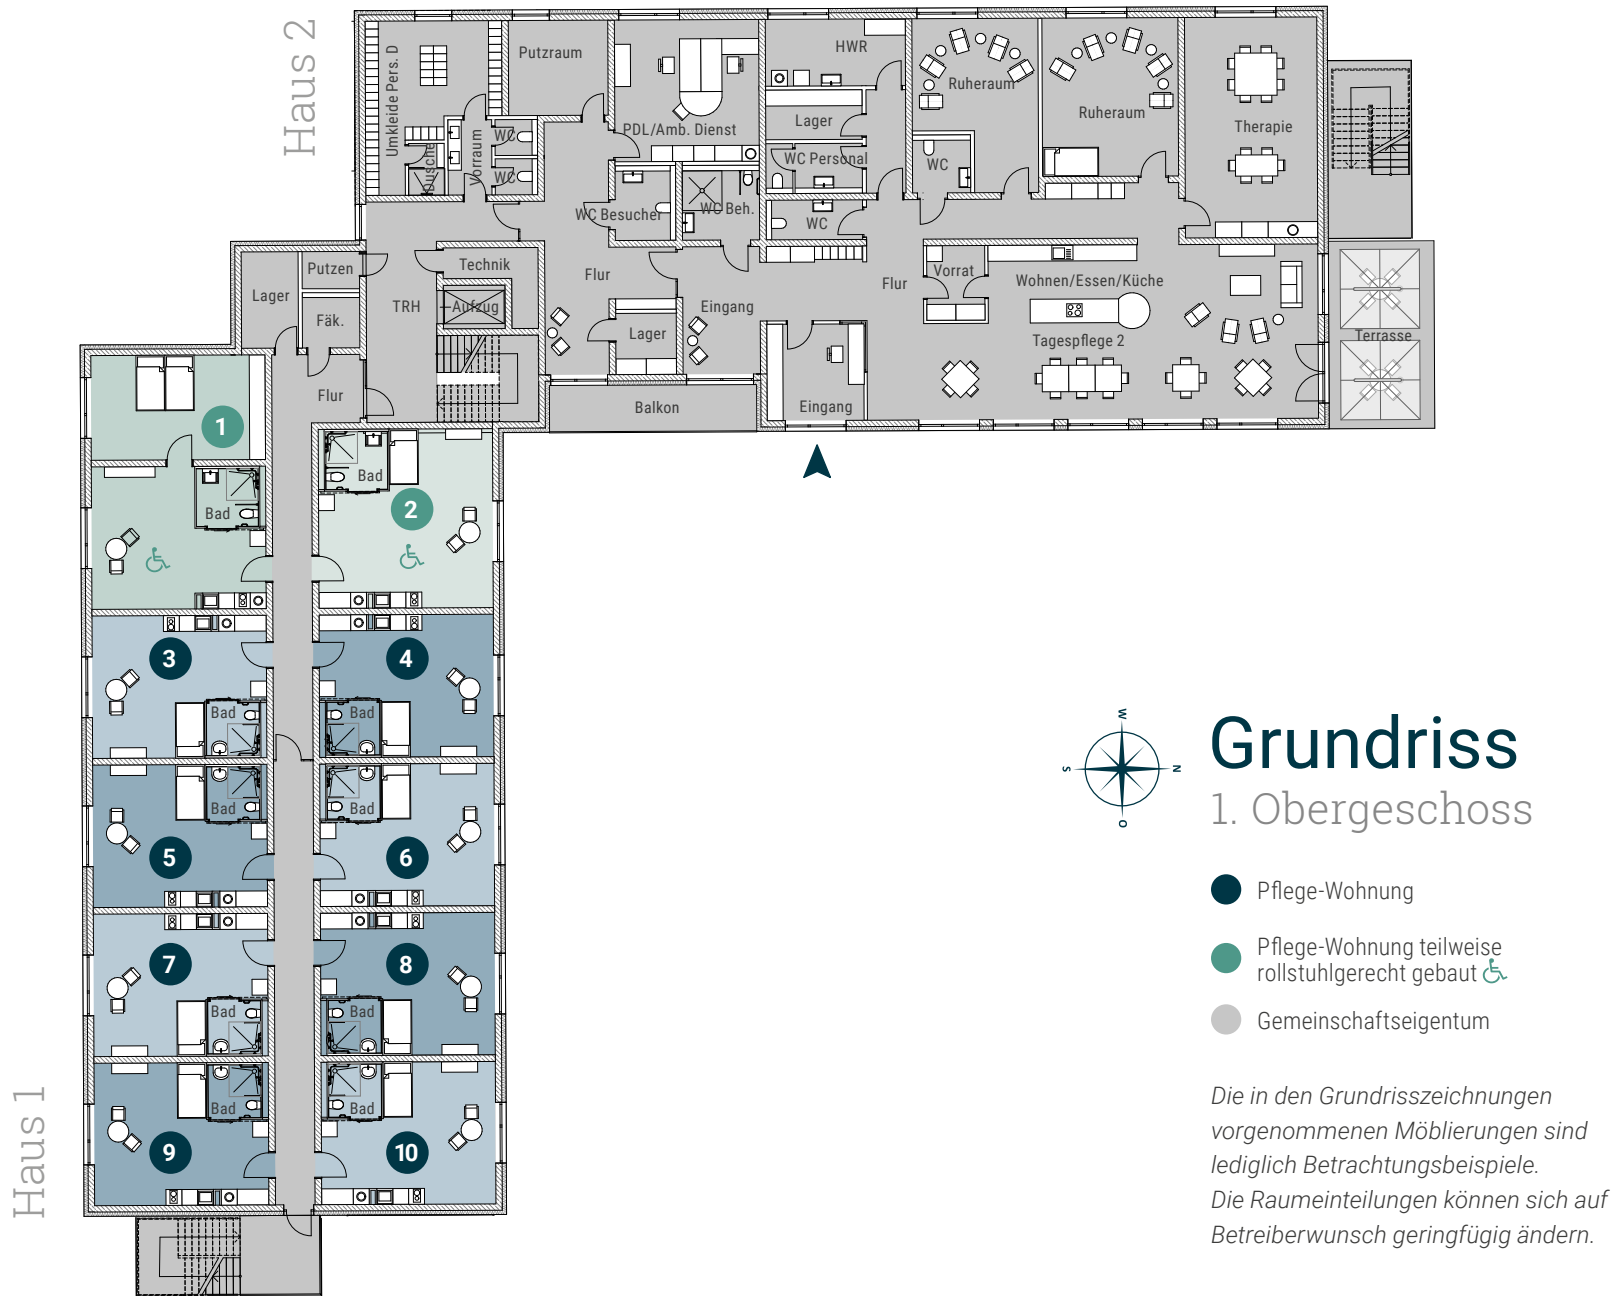 Haus 2
Umkleide Pers. D
Putzraum
PDL/Amb. Dienst
HWR
Ruheraum
Ruheraum
Therapie
Dusche
Vorraum
WC
WC
Lager
WC Personal
WC
WC Besucher
WC Beh.
WC
Lager
Putzen
Fäk.
TRH
Technik
Aufzug
Flur
Lager
Eingang
Flur
Vorrat
Wohnen/Essen/Küche
Tagespflege 2
Terrasse
Flur
Balkon
Eingang
1
Bad
2
Bad
3
Bad
4
Bad
5
Bad
6
Bad
7
Bad
8
Bad
9
Bad
10
Bad
Haus 1
W
S
N
O
Grundriss
1. Obergeschoss
Pflege-Wohnung
Pflege-Wohnung teilweise
rollstuhlgerecht gebaut
Gemeinschaftseigentum
Die in den Grundrisszeichnungen
vorgenommenen Möblierungen sind
lediglich Betrachtungsbeispiele.
Die Raumeinteilungen können sich auf
Betreiberwunsch geringfügig ändern.